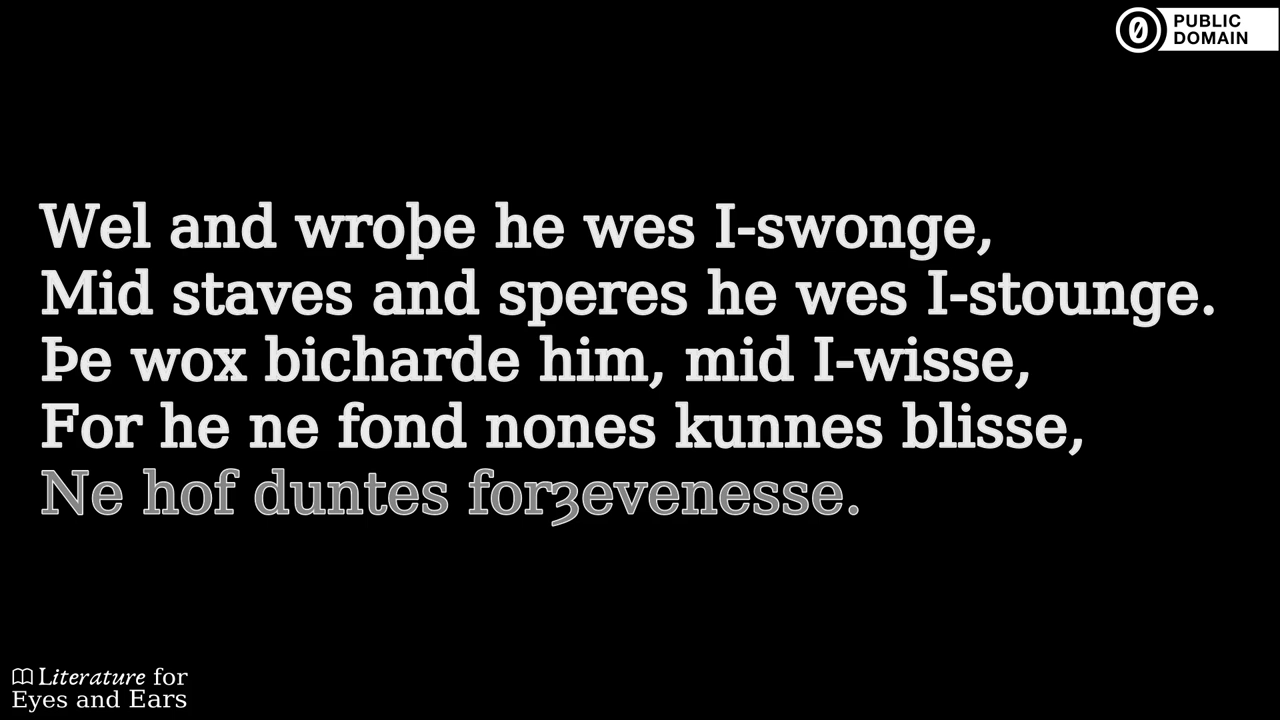 PUBLIC
DOMAIN
Wel and wroþe he wes I-swonge,
Mid staves and speres he wes I-stounge.
Þe wox bicharde him, mid I-wisse,
For he ne fond nones kunnes blisse,
Ne hof duntes forȝevenesse.
Literature for
Eyes and Ears